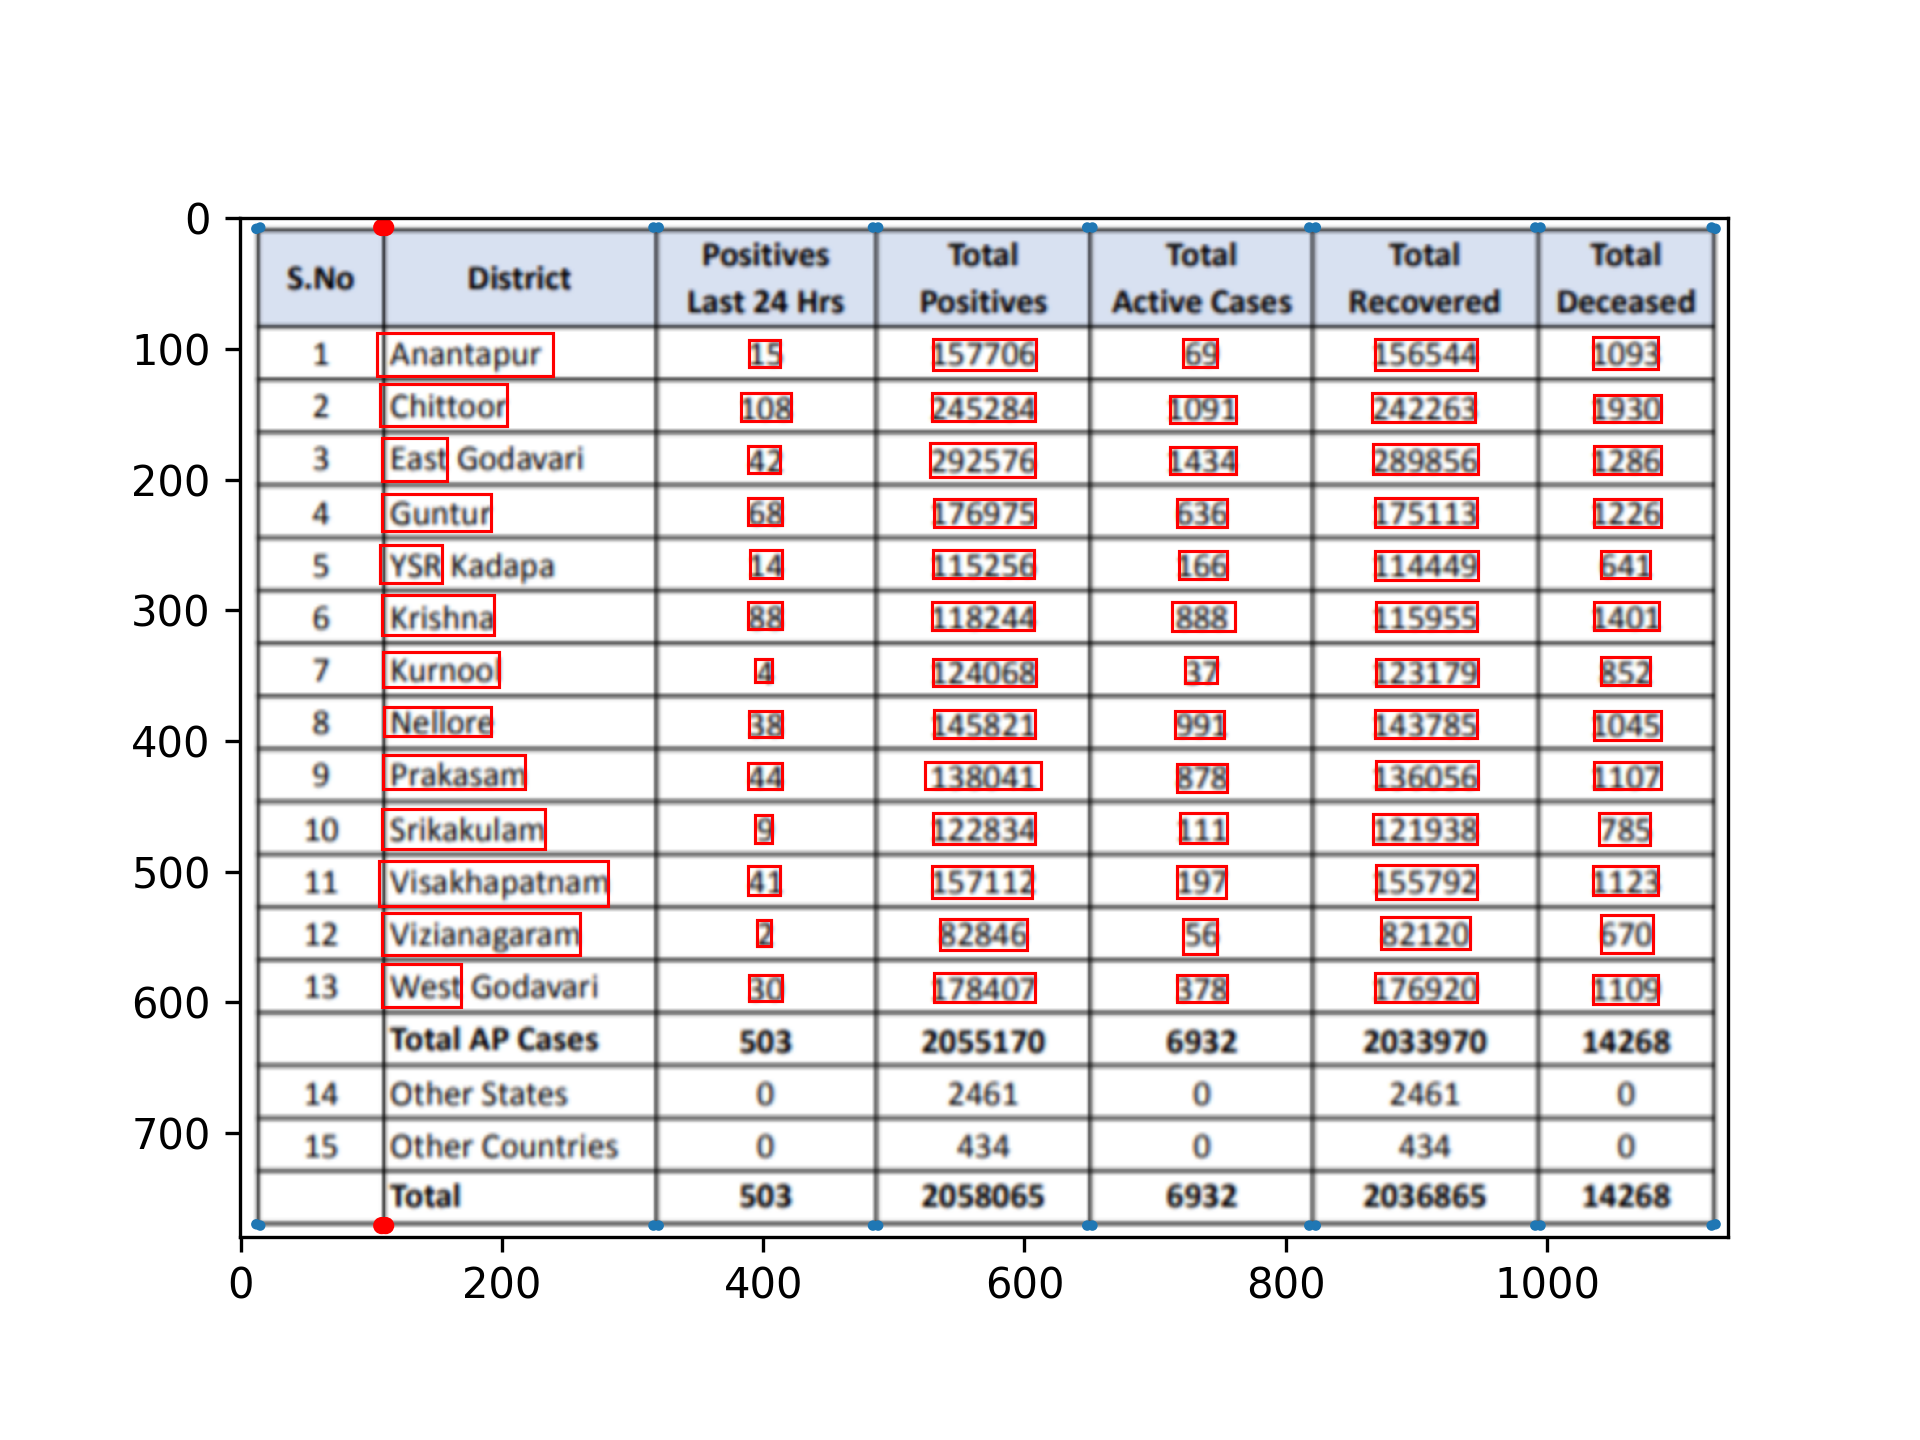 0
S.No District Positives Last 24 Hrs Total Positives Total Active Cases Total Recovered Total Deceased
100
1 Anantapur 15 157706 69 156544 1093
2 Chittoor 108 245284 1091 242263 1930
200
3 East Godavari 42 292576 1434 289856 1286
4 Guntur 68 176975 636 175113 1226
5 YSR Kadapa 14 115256 166 114449 641
300
6 Krishna 88 118244 888 115955 1401
7 Kurnool 4 124068 37 123179 852
400
8 Nellore 38 145821 991 143785 1045
9 Prakasam 44 138041 878 136056 1107
10 Srikakulam 9 122834 111 121938 785
500
11 Visakhapatnam 41 157112 197 155792 1123
12 Vizianagaram 2 82846 56 82120 670
600
13 West Godavari 30 178407 378 176920 1109
Total AP Cases 503 2055170 6932 2033970 14268
14 Other States 0 2461 0 2461 0
700
15 Other Countries 0 434 0 434 0
Total 503 2058065 6932 2036865 14268
0 200 400 600 800 1000